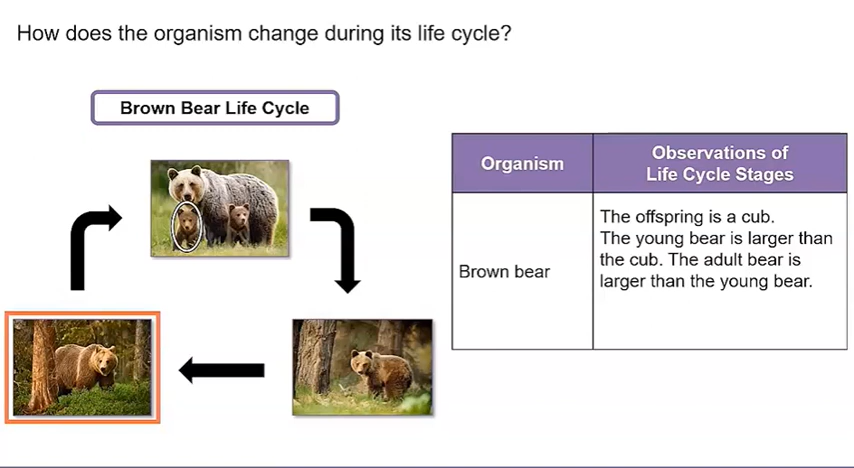 How does the organism change during its life cycle?
Brown Bear Life Cycle
Organism
Observations of
Life Cycle Stages
Brown bear
The offspring is a cub.
The young bear is larger than
the cub. The adult bear is
larger than the young bear.